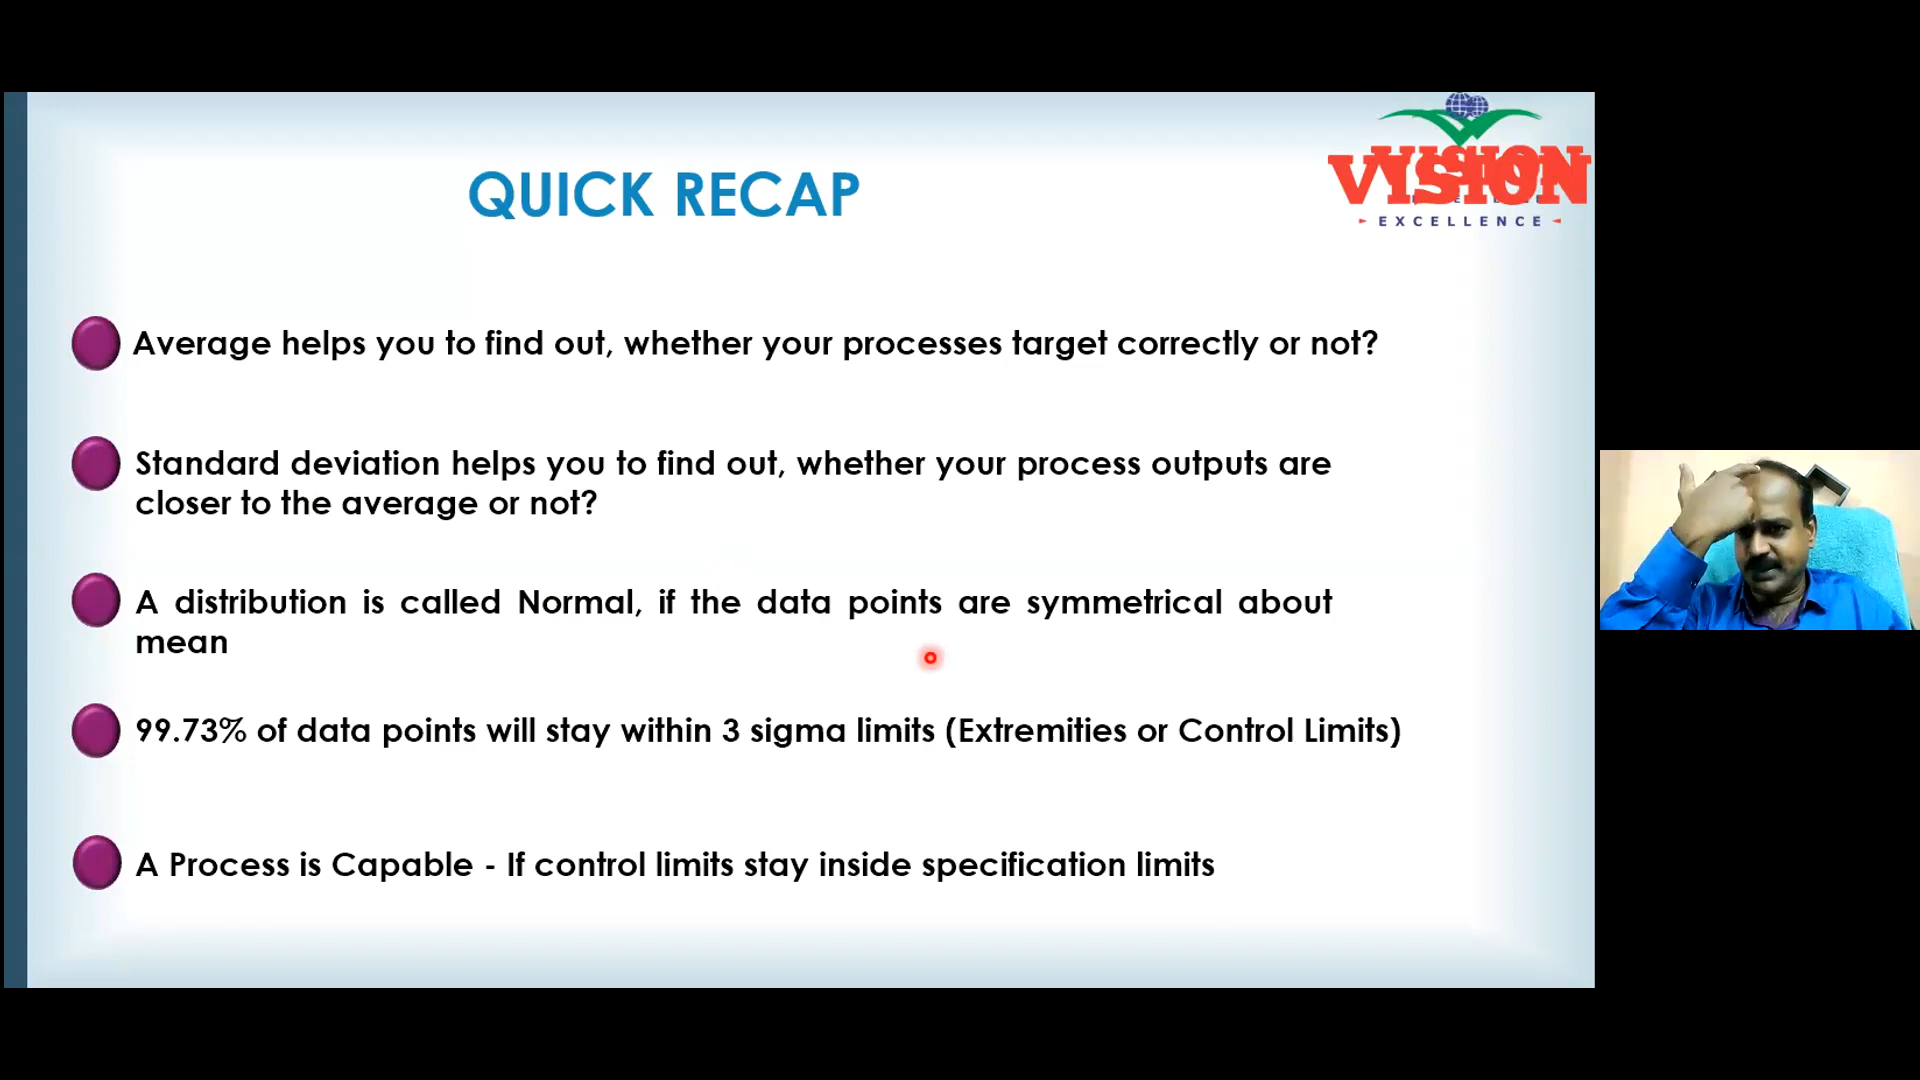 VISION
EXCELLENCE
QUICK RECAP
Average helps you to find out, whether your processes target correctly or not?
Standard deviation helps you to find out, whether your process outputs are
closer to the average or not?
A distribution is called Normal, if the data points are symmetrical about
mean
99.73% of data points will stay within 3 sigma limits (Extremities or Control Limits)
A Process is Capable - If control limits stay inside specification limits